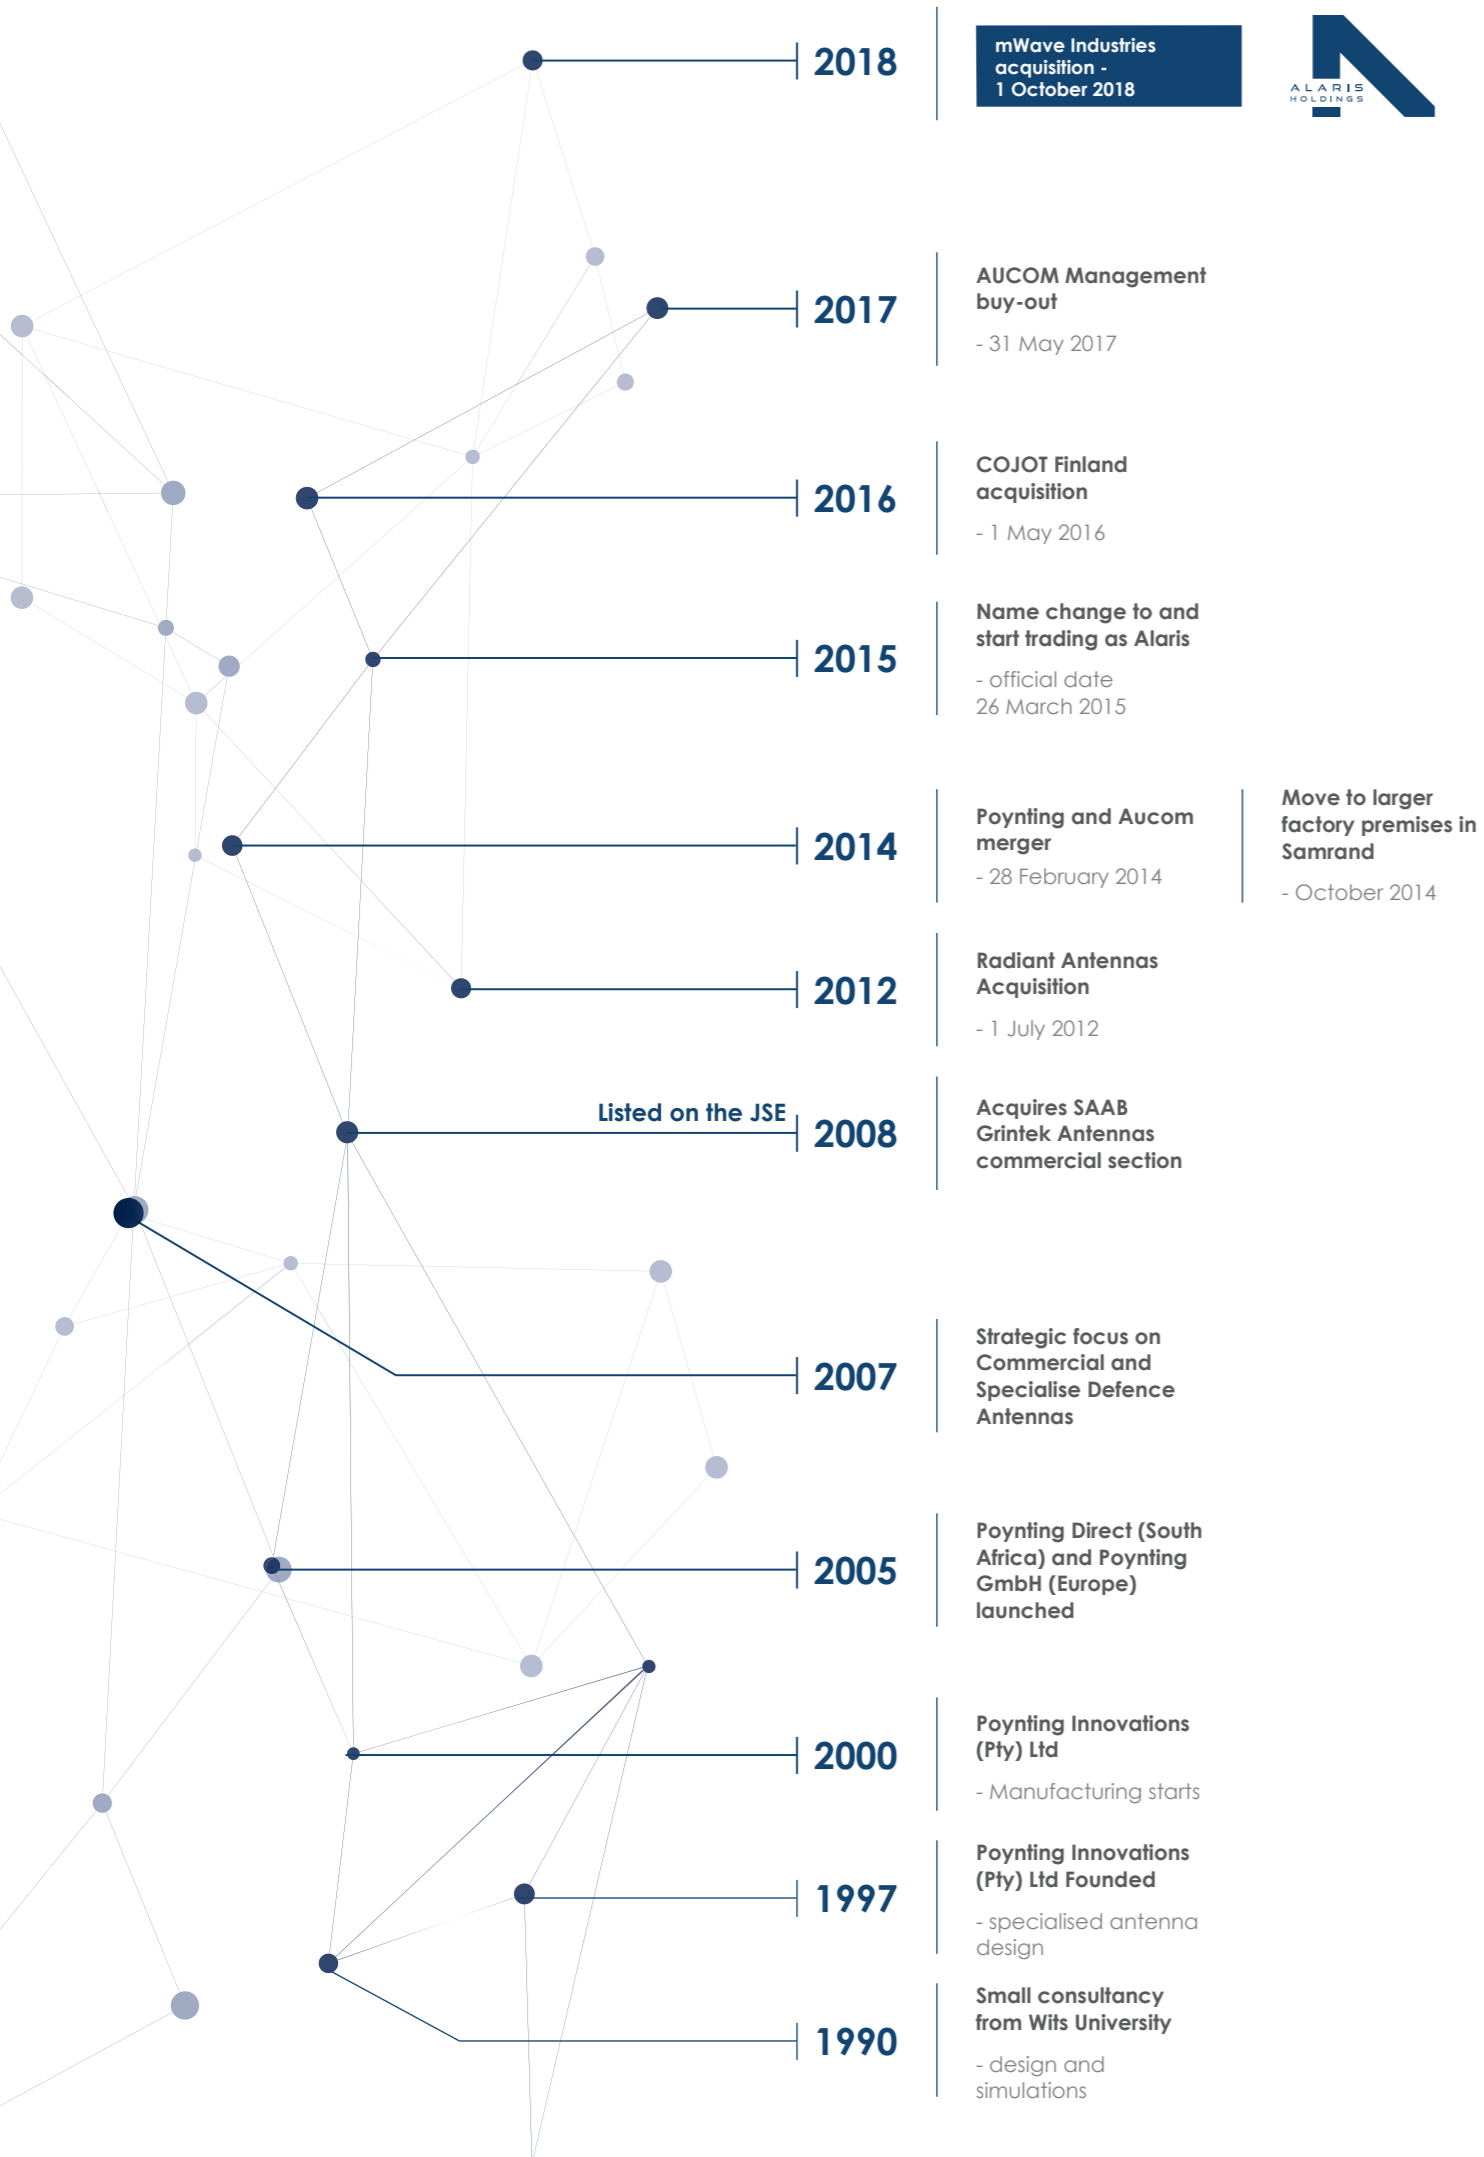 2018
mWave Industries
acquisition -
1 October 2018
ALARIS
HOLDINGS
2017
AUCOM Management
buy-out
- 31 May 2017
2016
COJOT Finland
acquisition
- 1 May 2016
2015
Name change to and
start trading as Alaris
- official date
26 March 2015
2014
Poynting and Aucom
merger
- 28 February 2014
Move to larger
factory premises in
Samrand
- October 2014
2012
Radiant Antennas
Acquisition
- 1 July 2012
Listed on the JSE
2008
Acquires SAAB
Grintek Antennas
commercial section
2007
Strategic focus on
Commercial and
Specialise Defence
Antennas
2005
Poynting Direct (South
Africa) and Poynting
GmbH (Europe)
launched
2000
Poynting Innovations
(Pty) Ltd
- Manufacturing starts
1997
Poynting Innovations
(Pty) Ltd Founded
- specialised antenna
design
1990
Small consultancy
from Wits University
- design and
simulations